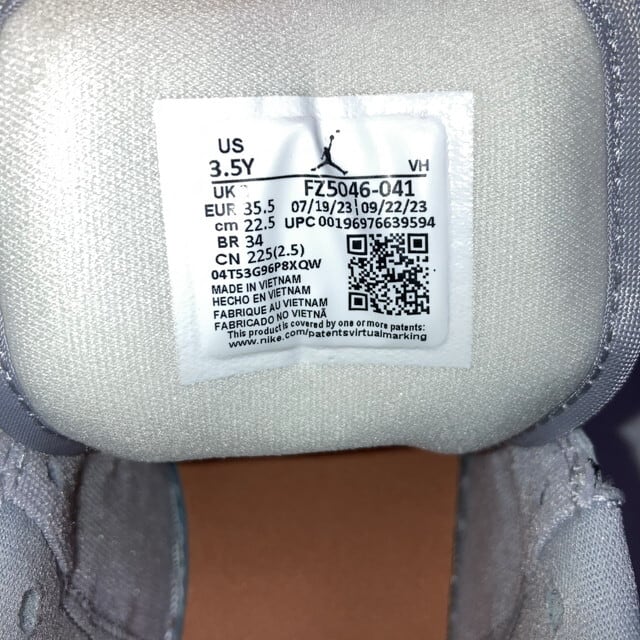 US
3.5Y
VH
UK
FZ5046-041
EUR 35.5
07/19/23 09/22/23
cm 22.5
UPC 00196976639594
BR 34
CN 225(2.5)
04T53G96P8XQW
MADE IN VIETNAM
HECHO EN VIETNAM
FABRIQUE AU VIETNAM
FABRICADO NO VIETNÃ
This product is covered by one or more patents:
www.nike.com/patentsvirtualmarking